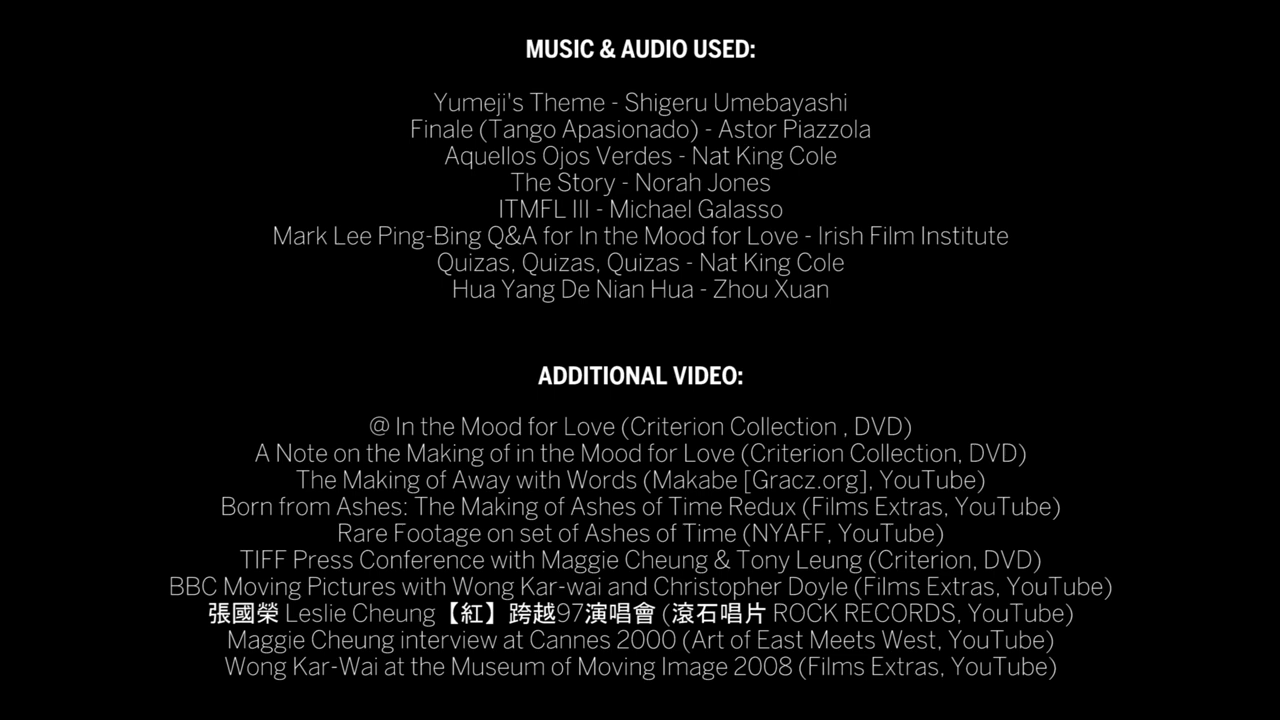 MUSIC & AUDIO USED:
Yumeji's Theme - Shigeru Umebayashi
Finale (Tango Apasionado) - Astor Piazzola
Aquellos Ojos Verdes - Nat King Cole
The Story - Norah Jones
ITMFL III - Michael Galasso
Mark Lee Ping-Bing Q&A for In the Mood for Love - Irish Film Institute
Quizas, Quizas, Quizas - Nat King Cole
Hua Yang De Nian Hua - Zhou Xuan
ADDITIONAL VIDEO:
@ In the Mood for Love (Criterion Collection , DVD)
A Note on the Making of in the Mood for Love (Criterion Collection, DVD)
The Making of Away with Words (Makabe [Gracz.org], YouTube)
Born from Ashes: The Making of Ashes of Time Redux (Films Extras, YouTube)
Rare Footage on set of Ashes of Time (NYAFF, YouTube)
TIFF Press Conference with Maggie Cheung & Tony Leung (Criterion, DVD)
BBC Moving Pictures with Wong Kar-wai and Christopher Doyle (Films Extras, YouTube)
張國榮 Leslie Cheung【紅】跨越97演唱會 (滾石唱片 ROCK RECORDS, YouTube)
Maggie Cheung interview at Cannes 2000 (Art of East Meets West, YouTube)
Wong Kar-Wai at the Museum of Moving Image 2008 (Films Extras, YouTube)